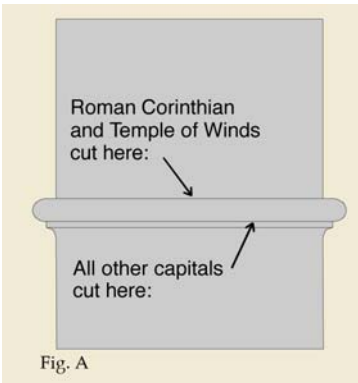 Roman Corinthian
and Temple of Winds
cut here:
All other capitals
cut here:
Fig. A